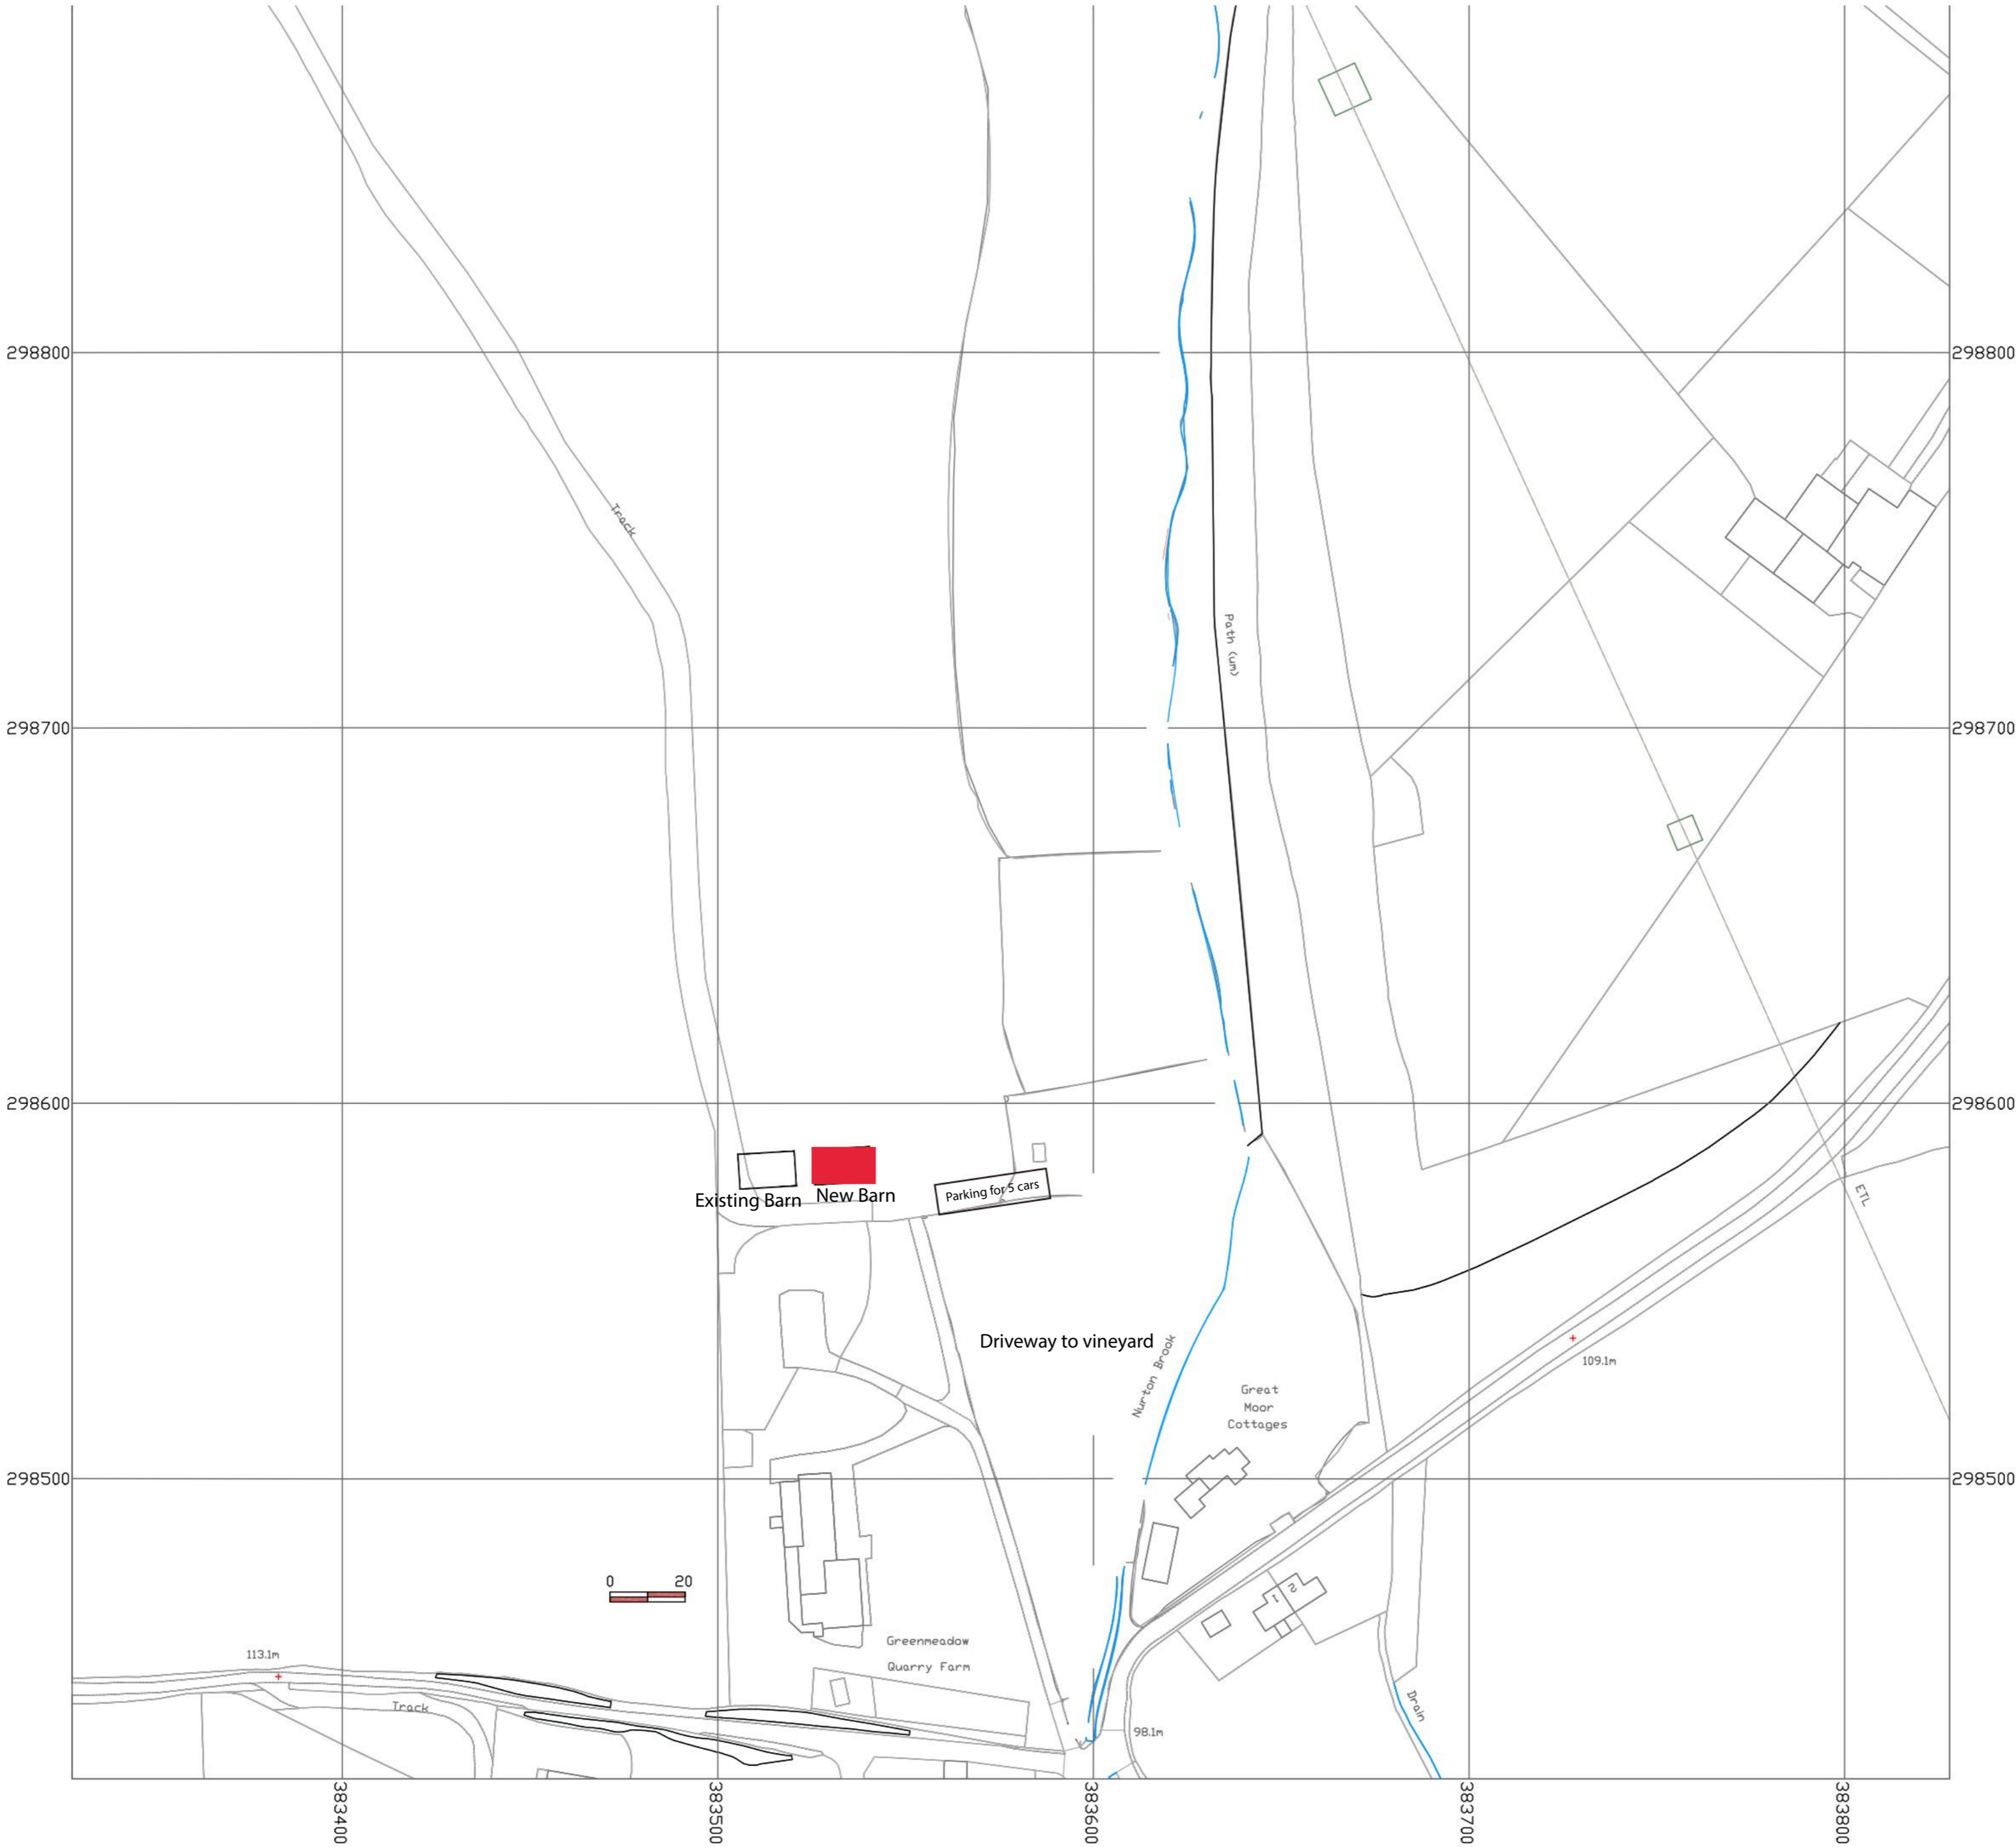 298800
298800
Track
Path (um)
298700
298700
298600
298600
Existing Barn
New Barn
Parking for 5 cars
ETL
Driveway to vineyard
Nurton Brook
109.1m
Great
Moor
Cottages
298500
298500
0
20
1
2
Greenmeadow
Quarry Farm
113.1m
Track
Drain
98.1m
383400
383500
383600
383700
383800